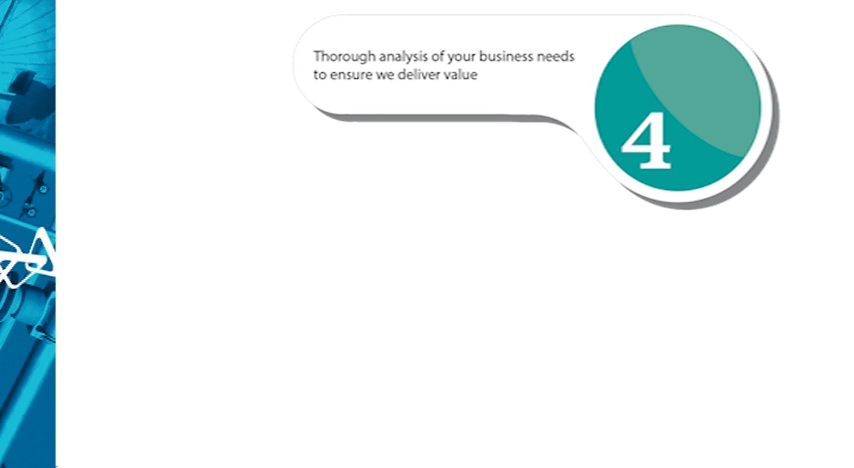 Thorough analysis of your business needs
to ensure we deliver value
4